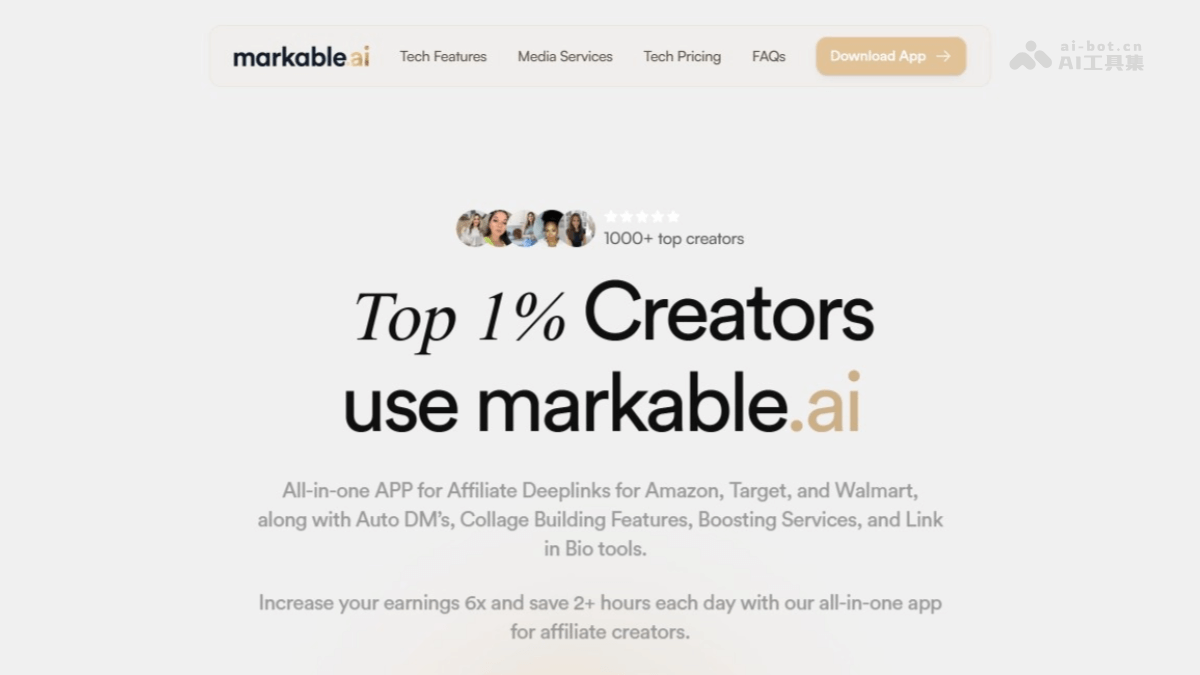 markable.ai
Tech Features
Media Services
Tech Pricing
FAQs
Download App →
ai-bot.cn
AI工具集
1000+ top creators
Top 1% Creators
use markable.ai
All-in-one APP for Affiliate Deeplinks for Amazon, Target, and Walmart,
along with Auto DM’s, Collage Building Features, Boosting Services, and Link
in Bio tools.
Increase your earnings 6x and save 2+ hours each day with our all-in-one app
for affiliate creators.